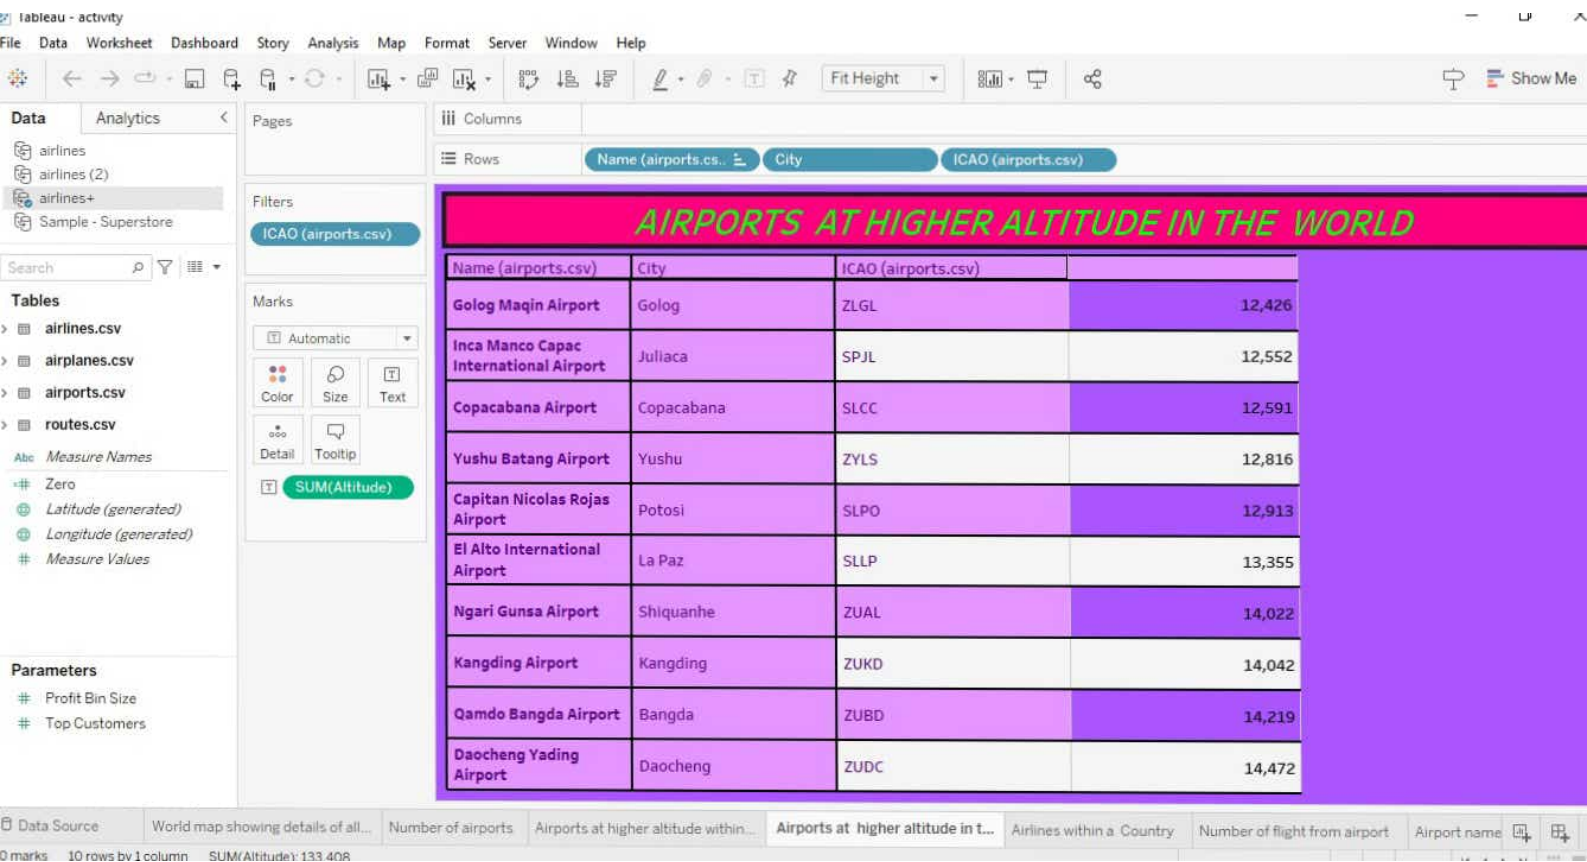 Tableau - activity
File Data Worksheet Dashboard Story Analysis Map Format Server Window Help
Fit Height
Show Me
Data Analytics
airlines
airlines (2)
airlines+
Sample - Superstore
Search
Tables
airlines.csv
airplanes.csv
airports.csv
routes.csv
Abc Measure Names
Zero
Latitude (generated)
Longitude (generated)
Measure Values
Parameters
Profit Bin Size
Top Customers
Pages
Filters
ICAO (airports.csv)
Marks
Automatic
Color Size Text
Detail Tooltip
SUM(Altitude)
Columns
Rows Name (airports.cs.. City ICAO (airports.csv)
AIRPORTS AT HIGHER ALTITUDE IN THE WORLD
Name (airports.csv) City ICAO (airports.csv)
Golog Maqin Airport Golog ZLGL 12,426
Inca Manco Capac
International Airport Juliaca SPJL 12,552
Copacabana Airport Copacabana SLCC 12,591
Yushu Batang Airport Yushu ZYLS 12,816
Capitan Nicolas Rojas
Airport Potosi SLPO 12,913
El Alto International
Airport La Paz SLLP 13,355
Ngari Gunsa Airport Shiquanhe ZUAL 14,022
Kangding Airport Kangding ZUKD 14,042
Qamdo Bangda Airport Bangda ZUBD 14,219
Daocheng Yading
Airport Daocheng ZUDC 14,472
Data Source World map showing details of all... Number of airports Airports at higher altitude within... Airports at higher altitude in t... Airlines within a Country Number of flight from airport Airport name
0 marks 10 rows by 1 column SUM(Altitude): 133,408